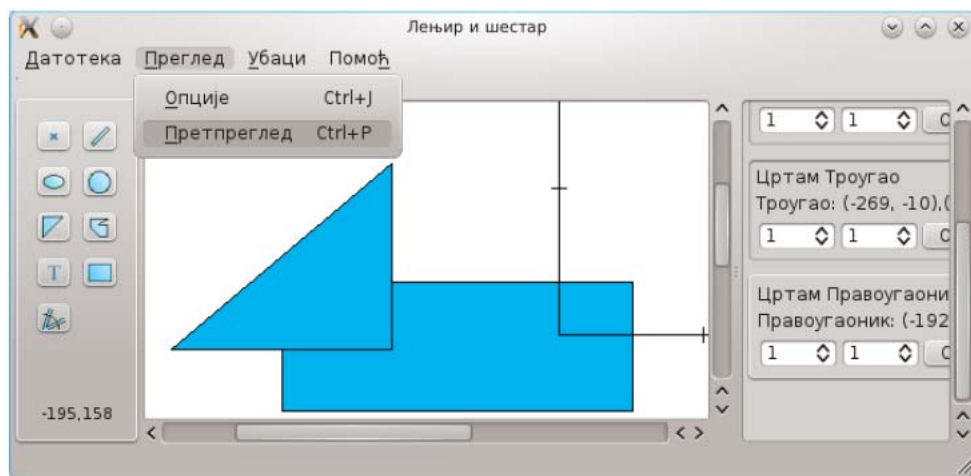 Лењир и шестар
Датотека Преглед Убаци Помоћ
Опције Ctrl+J
Претпреглед Ctrl+P
1 1
Цртам Троугао
Троугао: (-269, -10),(
1 1
Цртам Правоугаони
Правоугаоник: (-192
1 1
T
-195,158